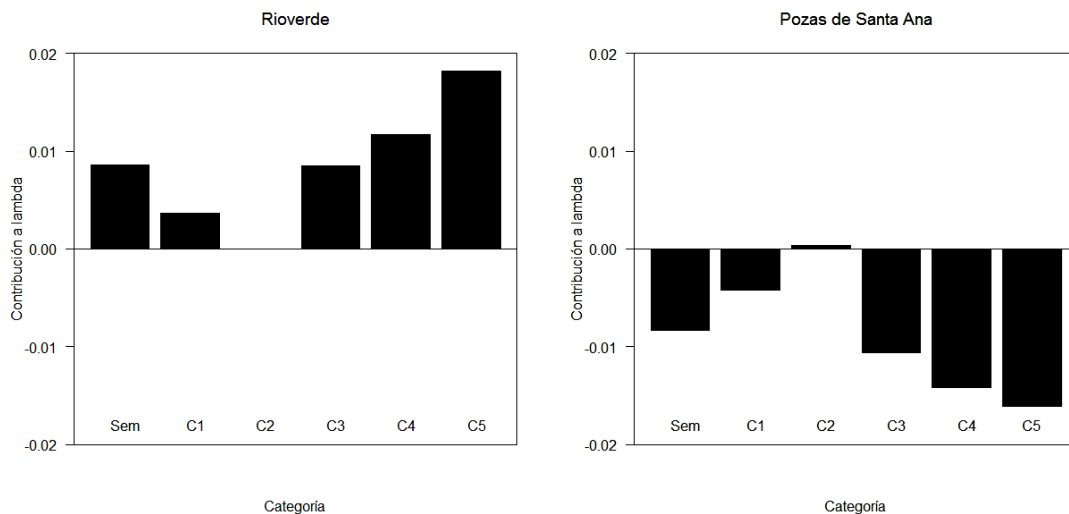 Rioverde
Contribución a lambda
0.02
0.01
0.00
-0.01
-0.02
Sem C1 C2 C3 C4 C5
Categoría
Pozas de Santa Ana
Contribución a lambda
0.02
0.01
0.00
-0.01
-0.02
Sem C1 C2 C3 C4 C5
Categoría